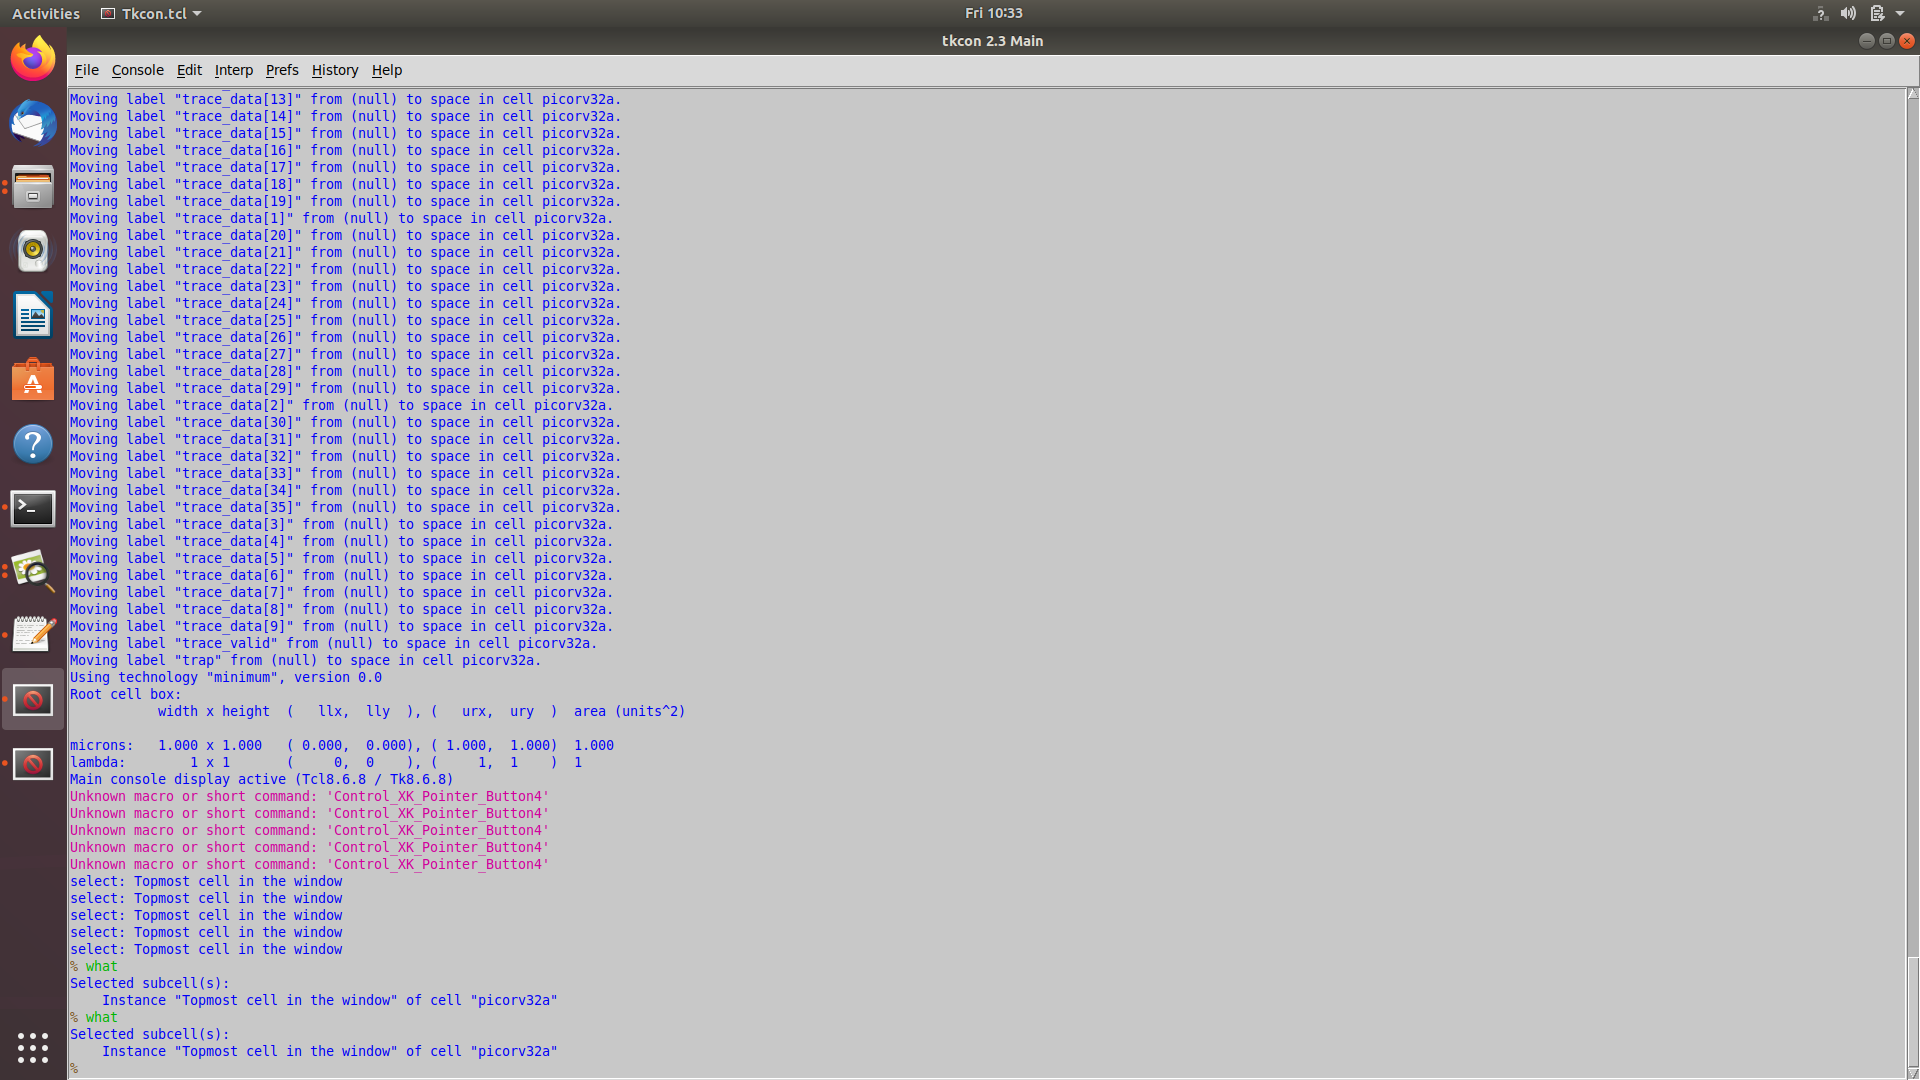 Activities Tkcon.tcl Fri 10:33
tkcon 2.3 Main
File Console Edit Interp Prefs History Help
Moving label "trace_data[13]" from (null) to space in cell picorv32a.
Moving label "trace_data[14]" from (null) to space in cell picorv32a.
Moving label "trace_data[15]" from (null) to space in cell picorv32a.
Moving label "trace_data[16]" from (null) to space in cell picorv32a.
Moving label "trace_data[17]" from (null) to space in cell picorv32a.
Moving label "trace_data[18]" from (null) to space in cell picorv32a.
Moving label "trace_data[19]" from (null) to space in cell picorv32a.
Moving label "trace_data[1]" from (null) to space in cell picorv32a.
Moving label "trace_data[20]" from (null) to space in cell picorv32a.
Moving label "trace_data[21]" from (null) to space in cell picorv32a.
Moving label "trace_data[22]" from (null) to space in cell picorv32a.
Moving label "trace_data[23]" from (null) to space in cell picorv32a.
Moving label "trace_data[24]" from (null) to space in cell picorv32a.
Moving label "trace_data[25]" from (null) to space in cell picorv32a.
Moving label "trace_data[26]" from (null) to space in cell picorv32a.
Moving label "trace_data[27]" from (null) to space in cell picorv32a.
Moving label "trace_data[28]" from (null) to space in cell picorv32a.
Moving label "trace_data[29]" from (null) to space in cell picorv32a.
Moving label "trace_data[2]" from (null) to space in cell picorv32a.
Moving label "trace_data[30]" from (null) to space in cell picorv32a.
Moving label "trace_data[31]" from (null) to space in cell picorv32a.
Moving label "trace_data[32]" from (null) to space in cell picorv32a.
Moving label "trace_data[33]" from (null) to space in cell picorv32a.
Moving label "trace_data[34]" from (null) to space in cell picorv32a.
Moving label "trace_data[35]" from (null) to space in cell picorv32a.
Moving label "trace_data[3]" from (null) to space in cell picorv32a.
Moving label "trace_data[4]" from (null) to space in cell picorv32a.
Moving label "trace_data[5]" from (null) to space in cell picorv32a.
Moving label "trace_data[6]" from (null) to space in cell picorv32a.
Moving label "trace_data[7]" from (null) to space in cell picorv32a.
Moving label "trace_data[8]" from (null) to space in cell picorv32a.
Moving label "trace_data[9]" from (null) to space in cell picorv32a.
Moving label "trace_valid" from (null) to space in cell picorv32a.
Moving label "trap" from (null) to space in cell picorv32a.
Using technology "minimum", version 0.0
Root cell box:
width x height ( llx, lly ), ( urx, ury ) area (units^2)
microns: 1.000 x 1.000 ( 0.000, 0.000), ( 1.000, 1.000) 1.000
lambda: 1 x 1 ( 0, 0 ), ( 1, 1 ) 1
Main console display active (Tcl8.6.8 / Tk8.6.8)
Unknown macro or short command: 'Control_XK_Pointer_Button4'
Unknown macro or short command: 'Control_XK_Pointer_Button4'
Unknown macro or short command: 'Control_XK_Pointer_Button4'
Unknown macro or short command: 'Control_XK_Pointer_Button4'
Unknown macro or short command: 'Control_XK_Pointer_Button4'
select: Topmost cell in the window
select: Topmost cell in the window
select: Topmost cell in the window
select: Topmost cell in the window
select: Topmost cell in the window
% what
Selected subcell(s):
Instance "Topmost cell in the window" of cell "picorv32a"
% what
Selected subcell(s):
Instance "Topmost cell in the window" of cell "picorv32a"
%